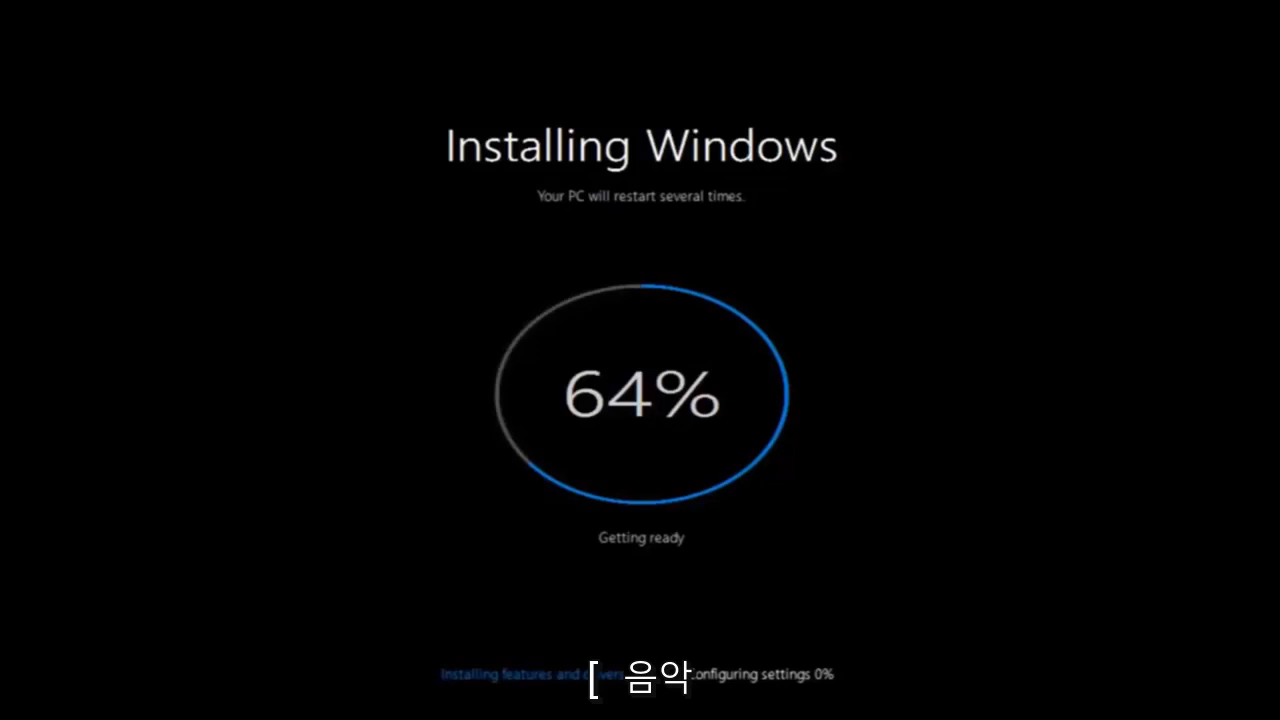 Installing Windows
Your PC will restart several times.
64%
Getting ready
Installing features and drivers Configuring settings 0%
[ 음악